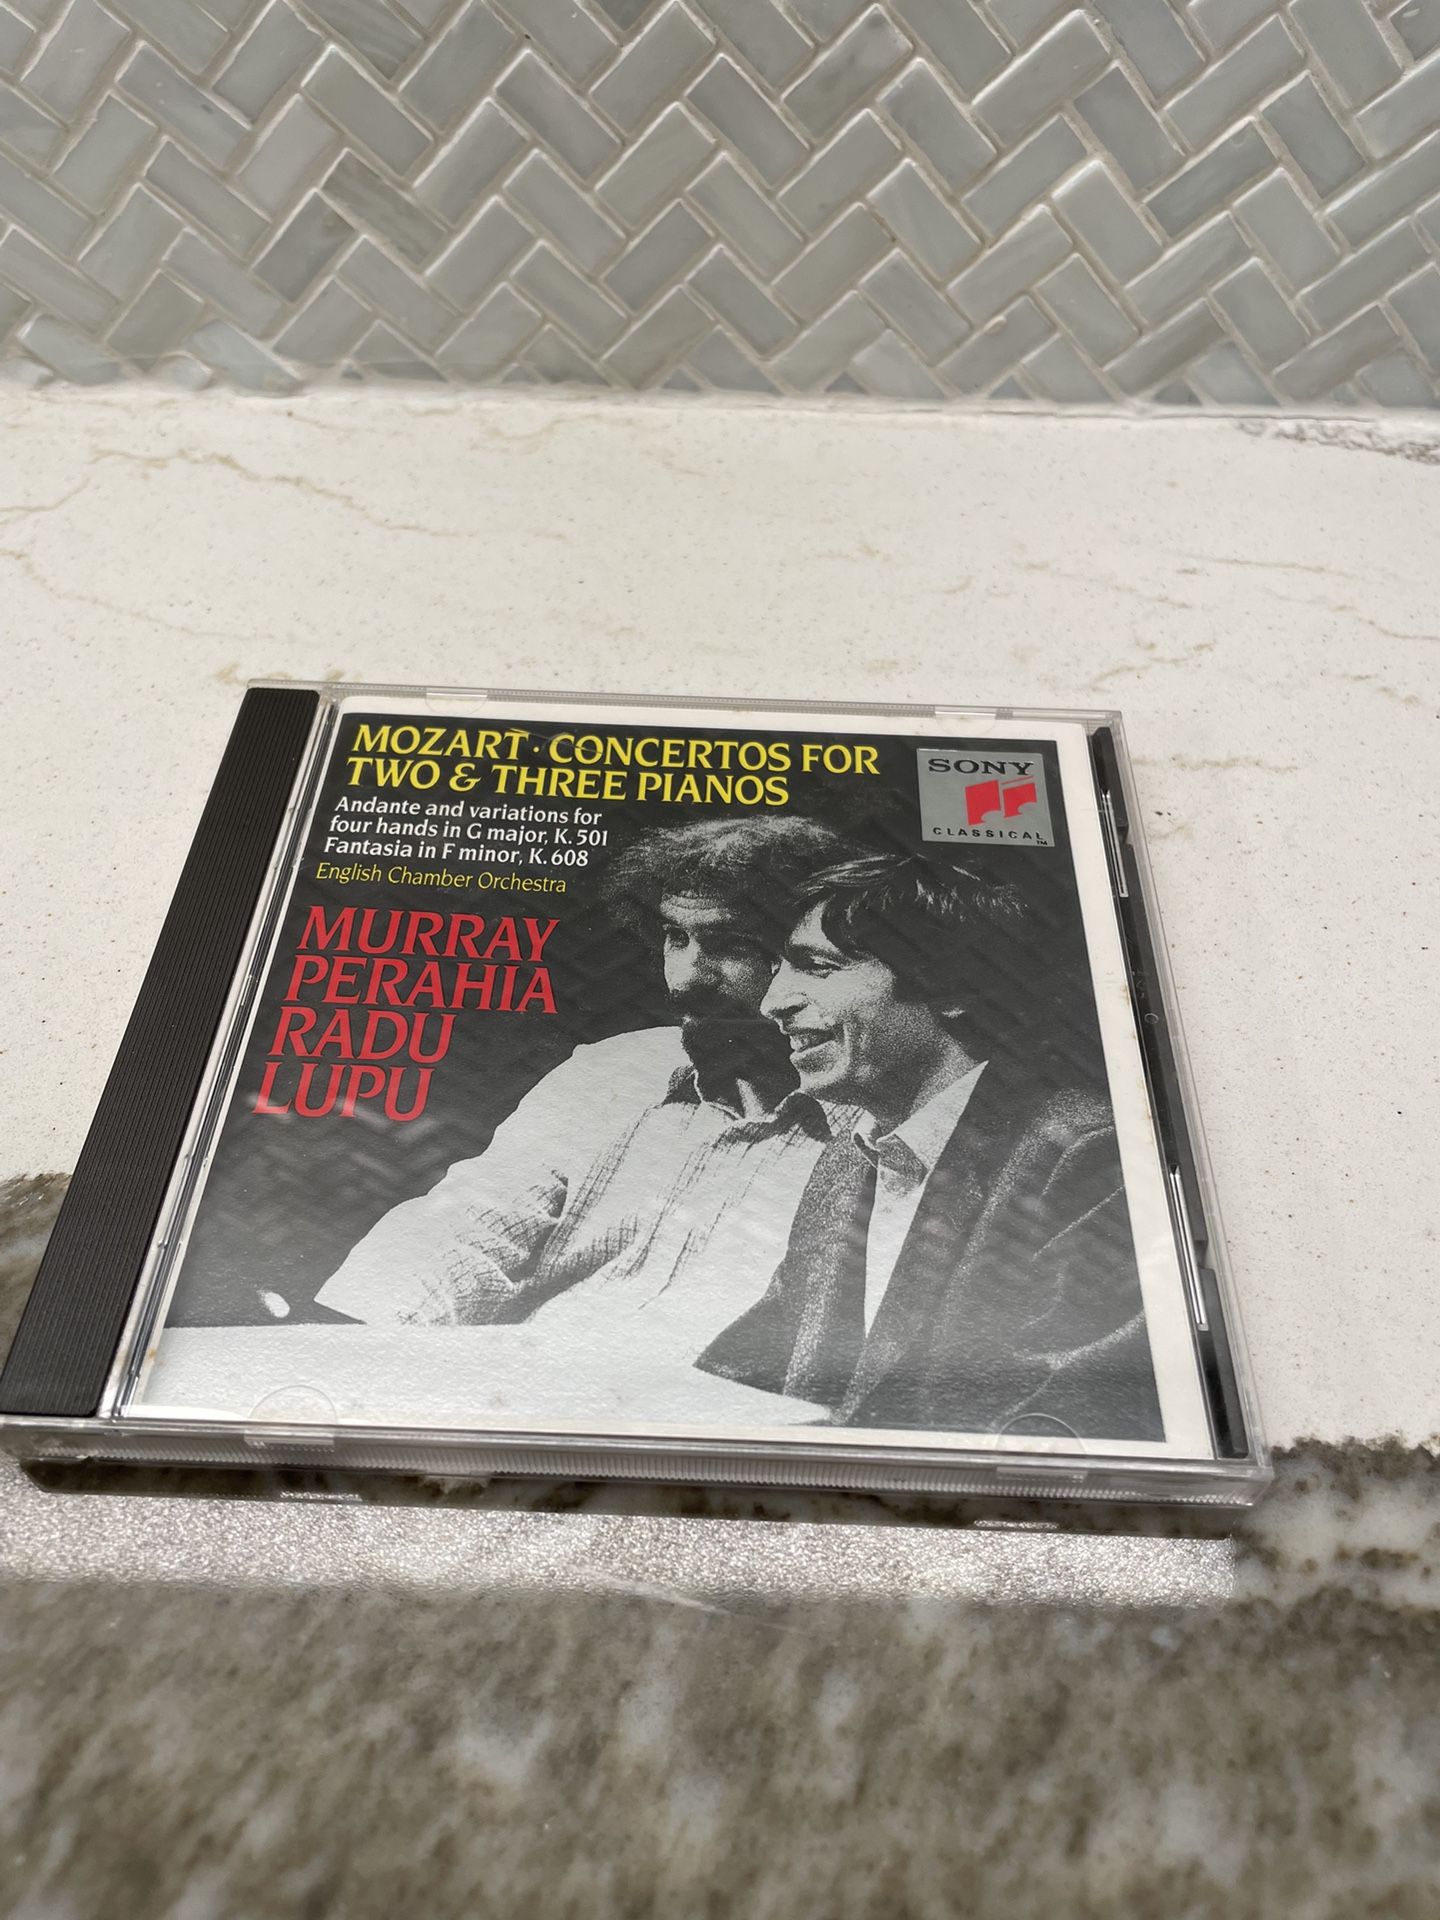 MOZART · CONCERTOS FOR
TWO & THREE PIANOS
Andante and variations for
four hands in G major, K. 501
Fantasia in F minor, K. 608
English Chamber Orchestra
MURRAY
PERAHIA
RADU
LUPU
SONY
CLASSICAL™